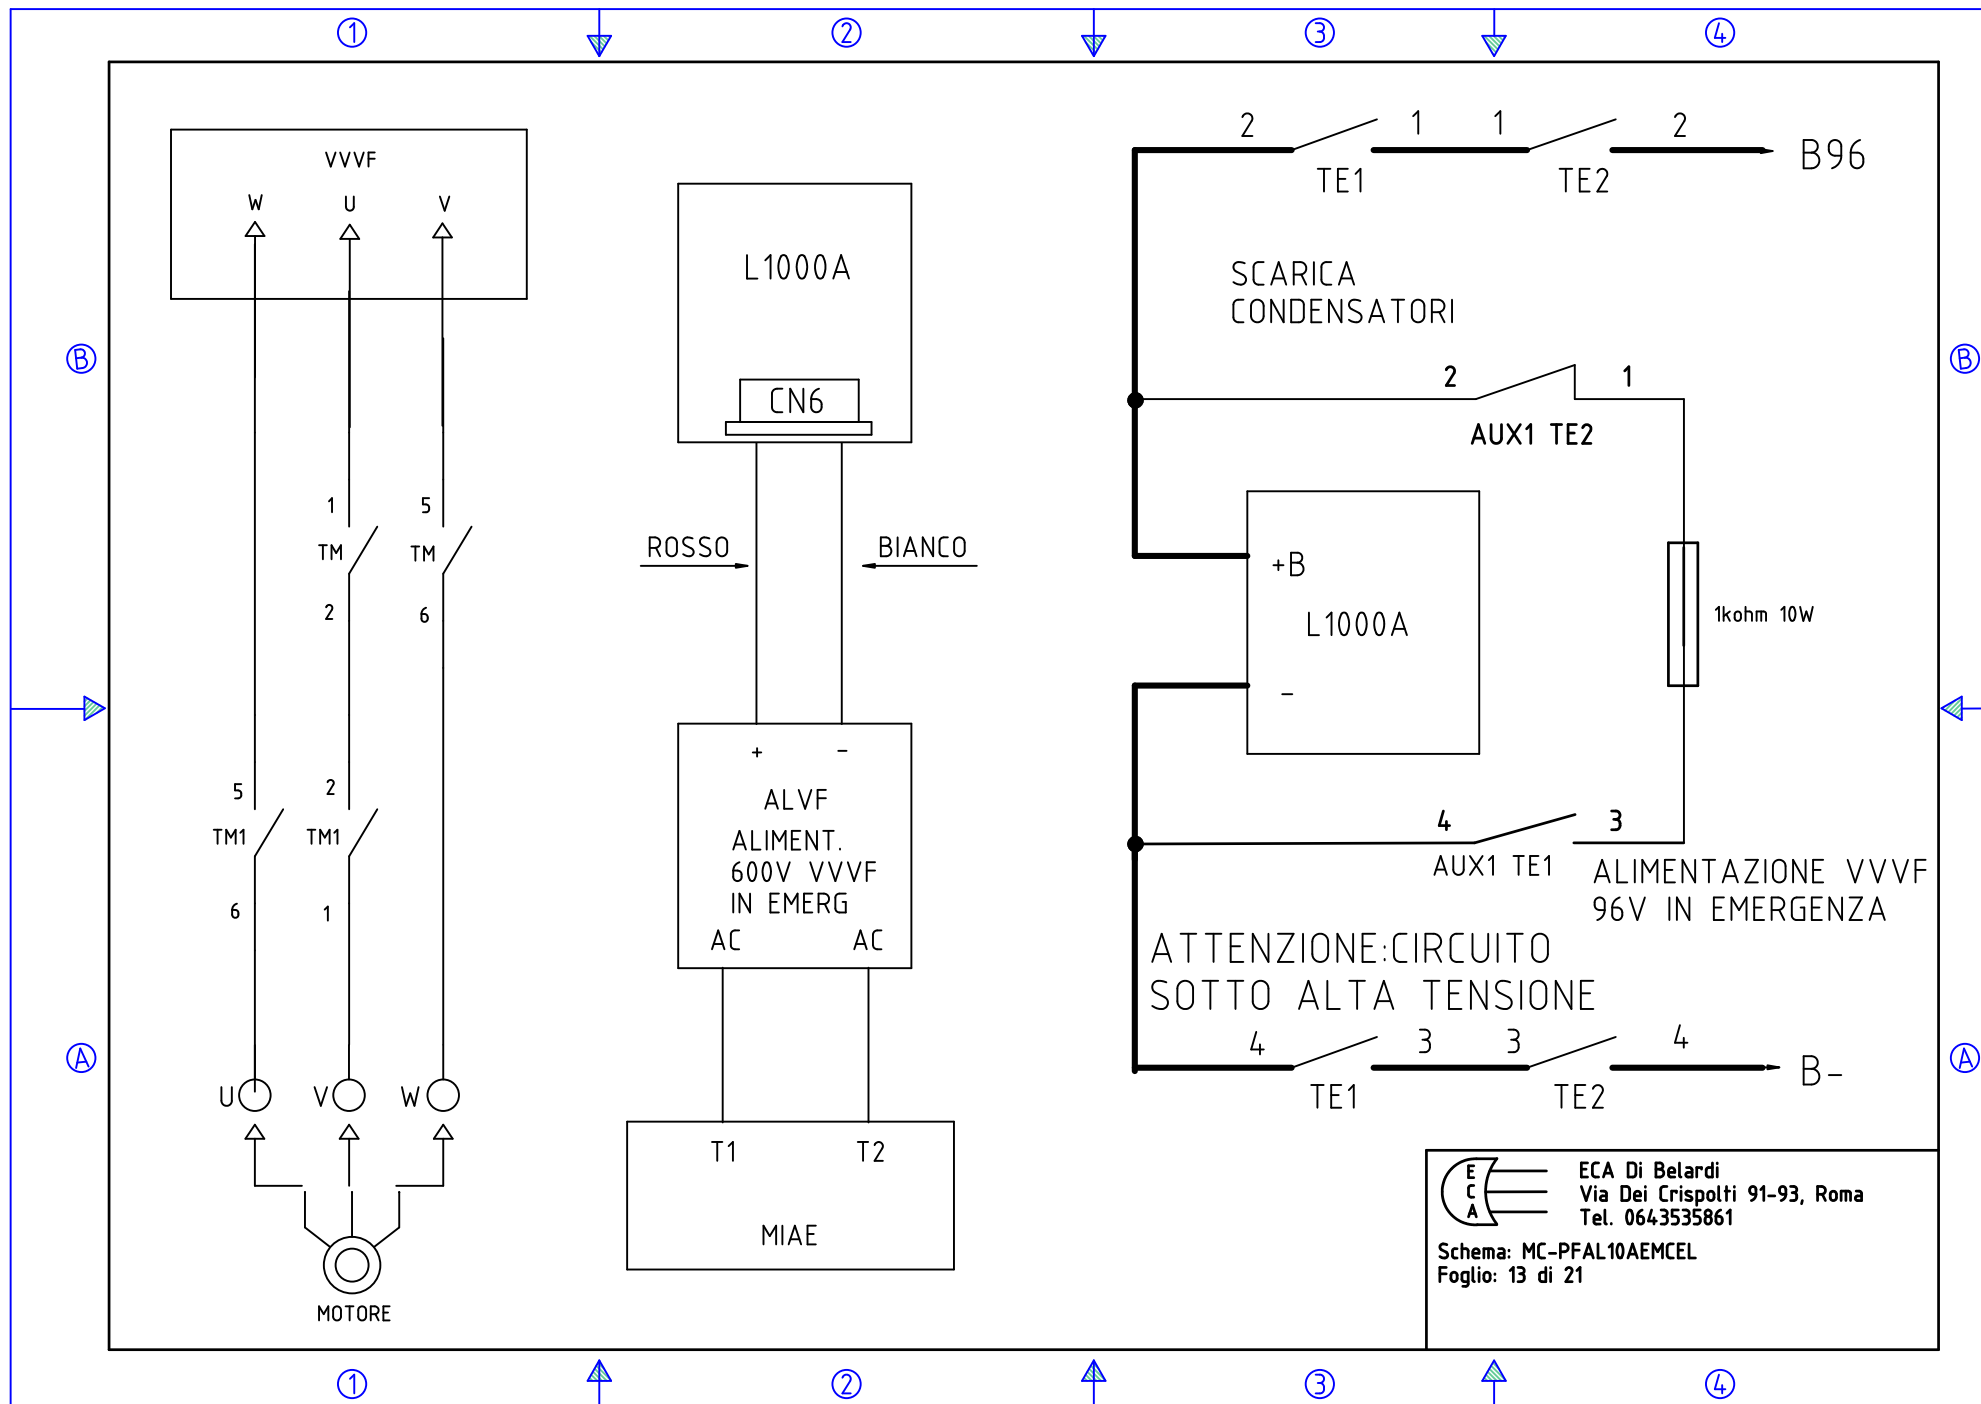 1 2 3 4
VVVF
W U V
1 5
TM TM
2 6
5 2
TM1 TM1
6 1
U V W
MOTORE
L1000A
CN6
ROSSO BIANCO
+ -
ALVF
ALIMENT.
600V VVVF
IN EMERG
AC AC
T1 T2
MIAE
2 1 1 2
TE1 TE2 B96
SCARICA
CONDENSATORI
2 1
AUX1 TE2
+B
L1000A
-
1kohm 10W
4 3
AUX1 TE1
ALIMENTAZIONE VVVF
96V IN EMERGENZA
ATTENZIONE:CIRCUITO
SOTTO ALTA TENSIONE
4 3 3 4
TE1 TE2 B-
B B
A A
E
C
A
ECA Di Belardi
Via Dei Crispolti 91-93, Roma
Tel. 0643535861
Schema: MC-PFAL10AEMCEL
Foglio: 13 di 21
1 2 3 4